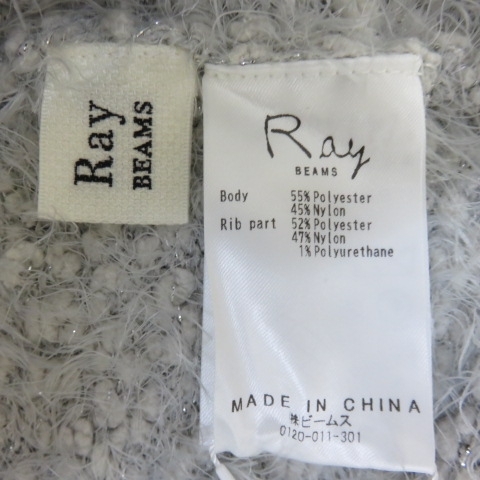 Ray
BEAMS
Ray
BEAMS
Body 55% Polyester
45% Nylon
Rib part 52% Polyester
47% Nylon
1% Polyurethane
MADE IN CHINA
㈱ビームス
0120-011-301